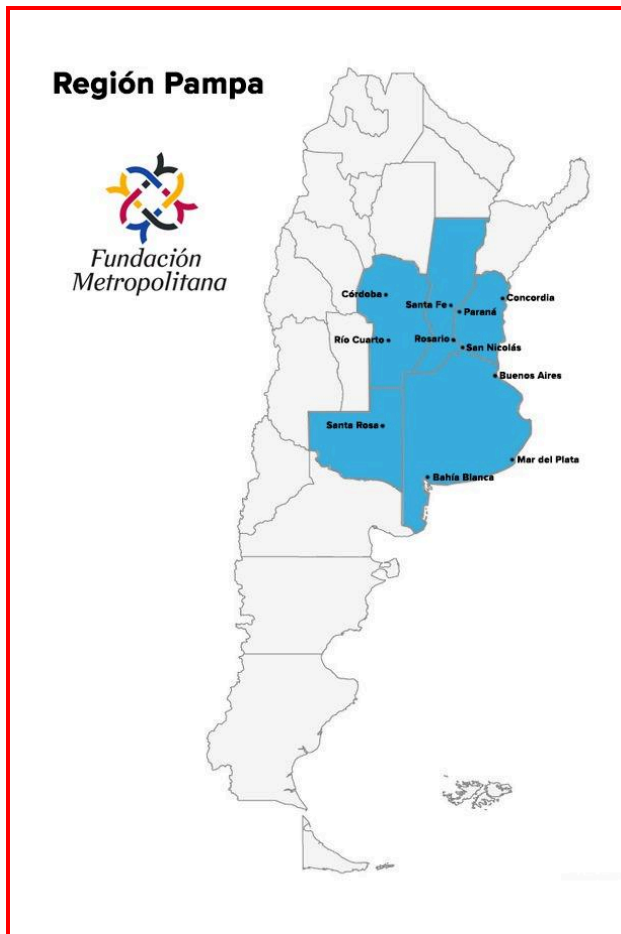 Región Pampa
Fundación
Metropolitana
Córdoba
Concordia
Santa Fe
Paraná
Río Cuarto
Rosario
San Nicolás
Buenos Aires
Santa Rosa
Mar del Plata
Bahía Blanca